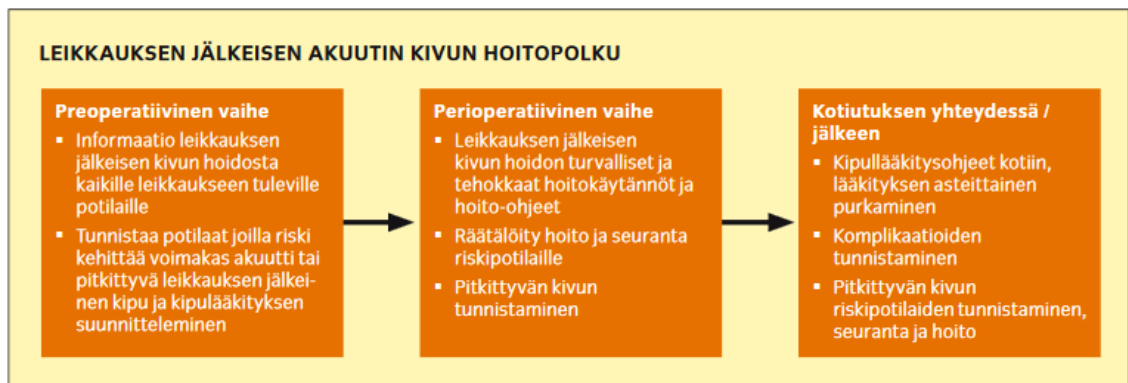 LEIKKAUKSEN JÄLKEISEN AKUUTIN KIVUN HOITOPOLKU
Preoperatiivinen vaihe
▪ Informaatio leikkauksen
jälkeisen kivun hoidosta
kaikille leikkaukseen tuleville
potilaille
▪ Tunnistaa potilaat joilla riski
kehittää voimakas akuutti tai
pitkittyvä leikkauksen jälkei-
nen kipu ja kipulääkityksen
suunnitteleminen
Perioperatiivinen vaihe
▪ Leikkauksen jälkeisen
kivun hoidon turvalliset ja
tehokkaat hoitokäytännöt ja
hoito-ohjeet
▪ Räätälöity hoito ja seuranta
riskipotilaille
▪ Pitkittyvän kivun
tunnistaminen
Kotiutuksen yhteydessä /
jälkeen
▪ Kipullääkitysohjeet kotiin,
lääkityksen asteittainen
purkaminen
▪ Komplikaatioiden
tunnistaminen
▪ Pitkittyvän kivun
riskipotilaiden tunnistaminen,
seuranta ja hoito